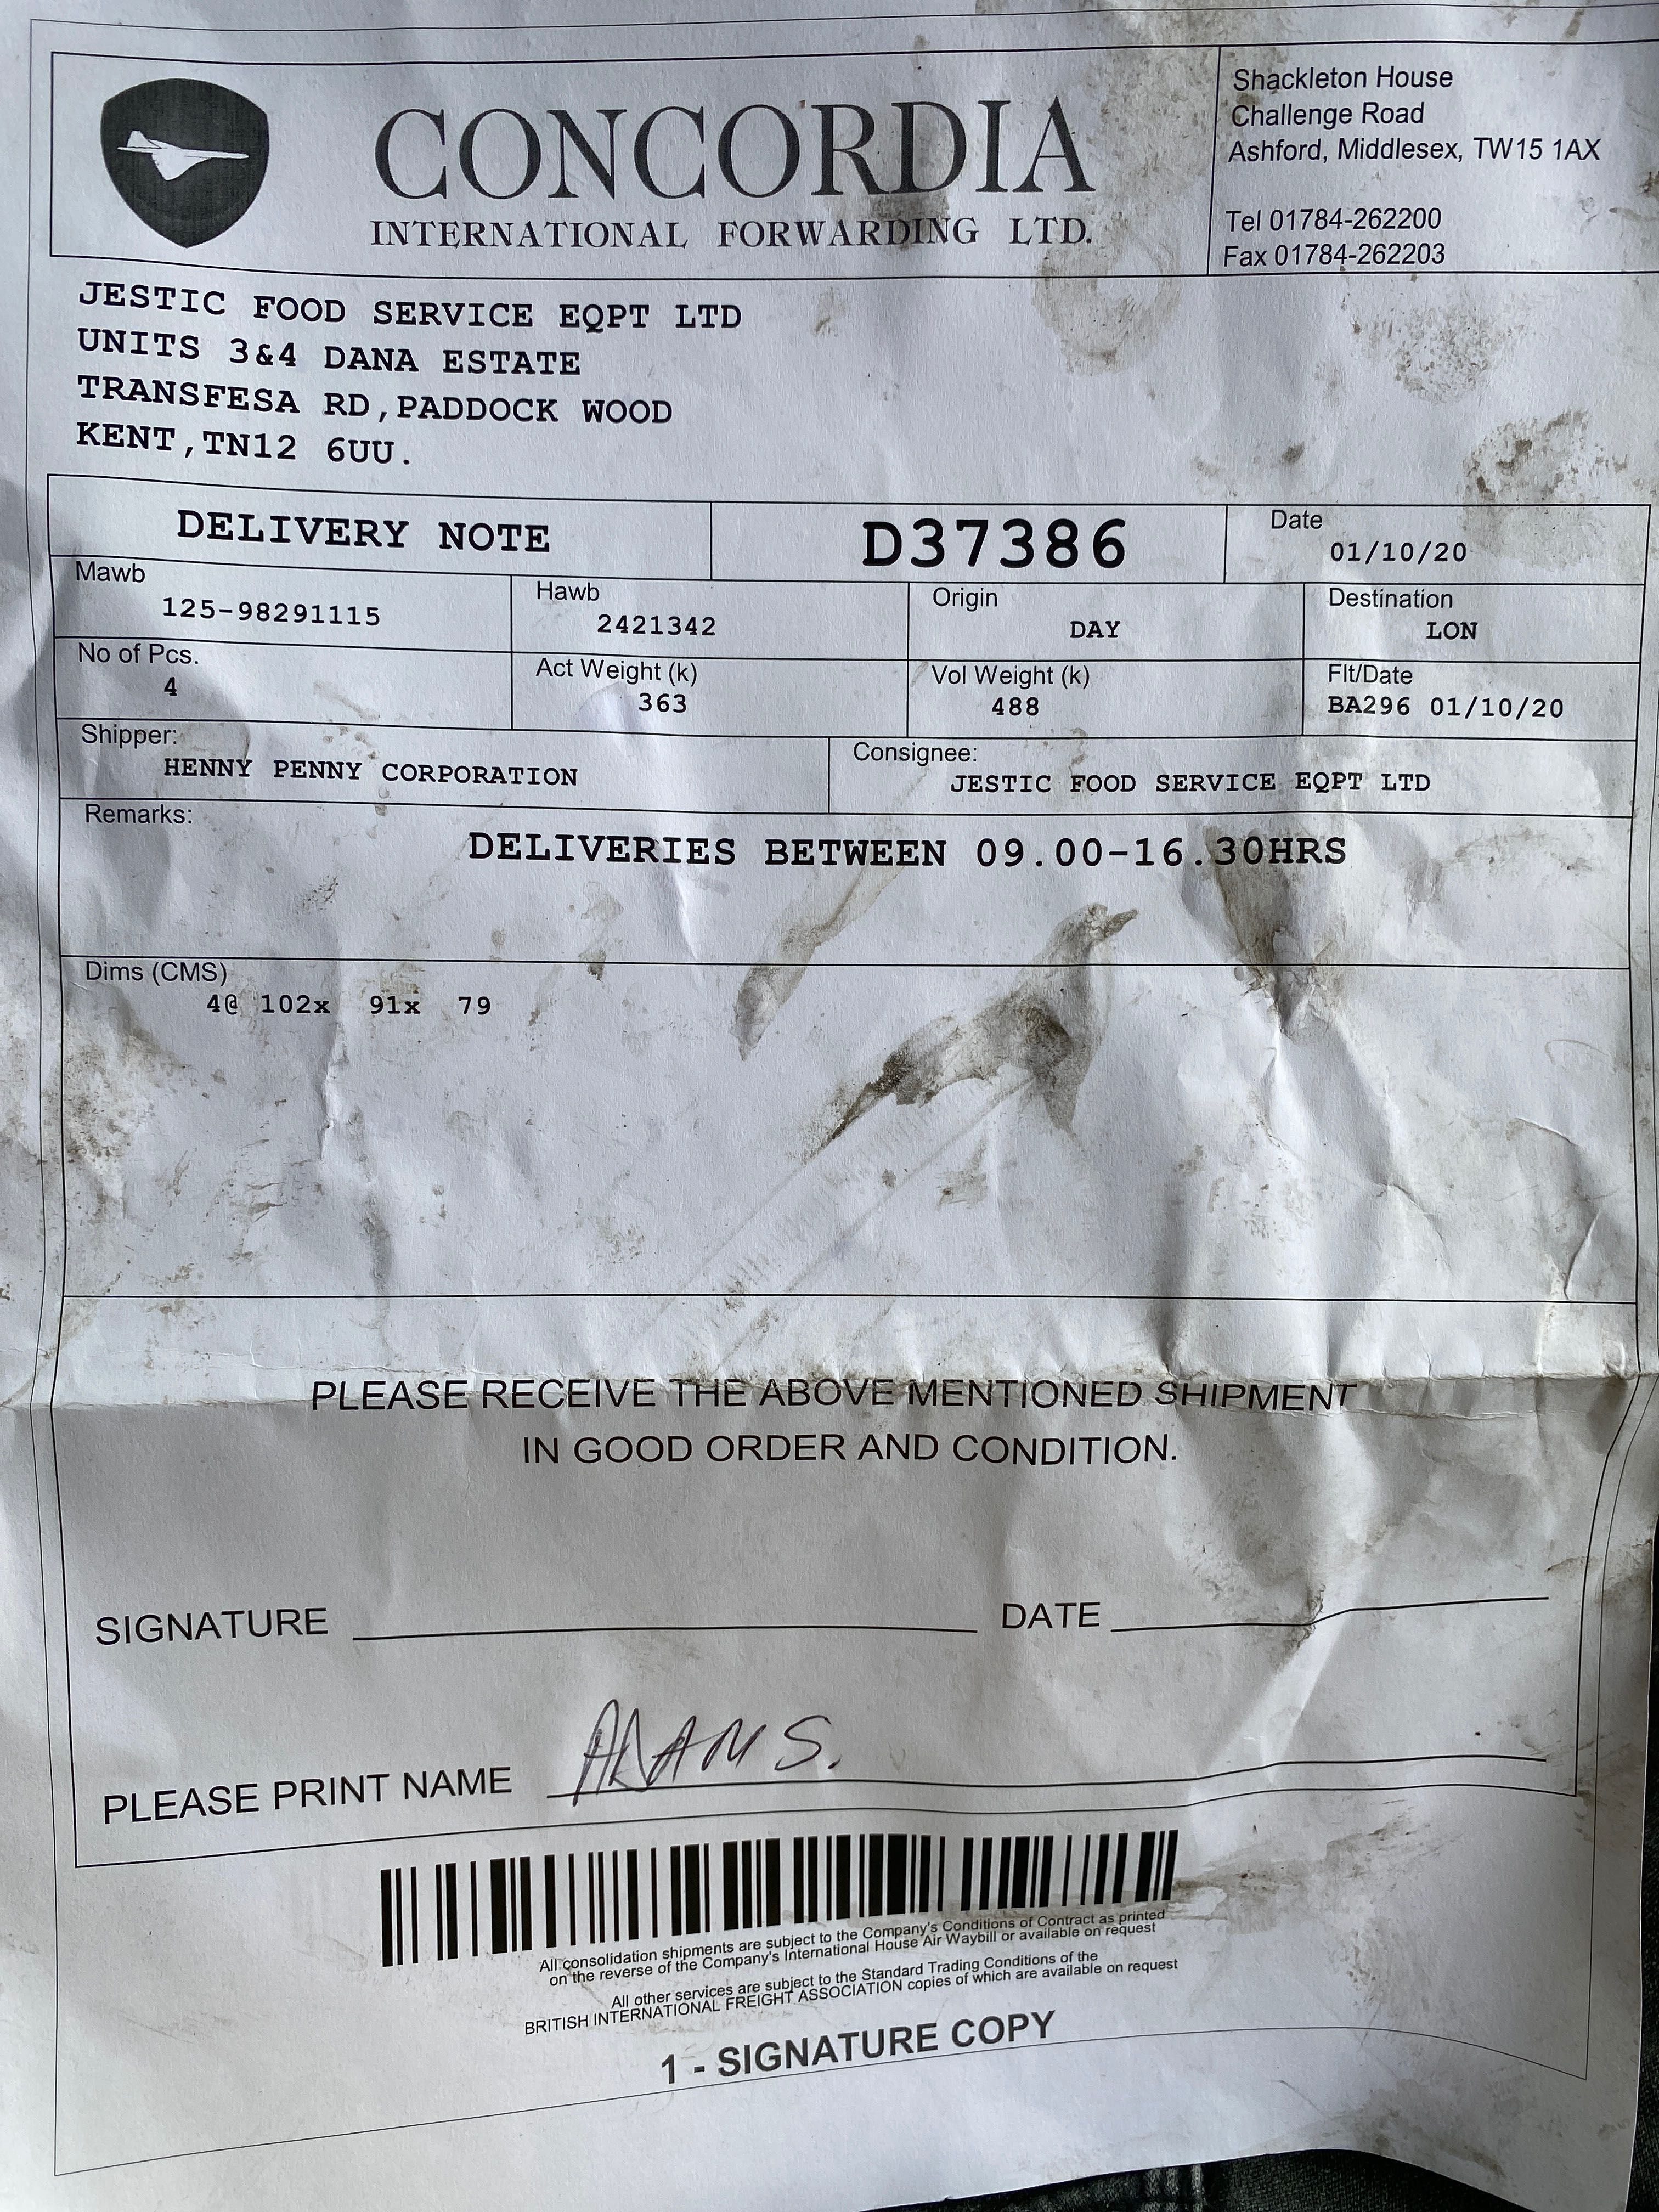 CONCORDIA
INTERNATIONAL FORWARDING LTD.
Shackleton House
Challenge Road
Ashford, Middlesex, TW15 1AX
Tel 01784-262200
Fax 01784-262203
JESTIC FOOD SERVICE EQPT LTD
UNITS 3&4 DANA ESTATE
TRANSFESA RD,PADDOCK WOOD
KENT,TN12 6UU.
DELIVERY NOTE
D37386
Date
01/10/20
Mawb
125-98291115
Hawb
2421342
Origin
DAY
Destination
LON
No of Pcs.
4
Act Weight (k)
363
Vol Weight (k)
488
Flt/Date
BA296 01/10/20
Shipper:
HENNY PENNY CORPORATION
Consignee:
JESTIC FOOD SERVICE EQPT LTD
Remarks:
DELIVERIES BETWEEN 09.00-16.30HRS
Dims (CMS)
4@ 102x 91x 79
PLEASE RECEIVE THE ABOVE MENTIONED SHIPMENT
IN GOOD ORDER AND CONDITION.
SIGNATURE
DATE
PLEASE PRINT NAME ADAMS.
All consolidation shipments are subject to the Company's Conditions of Contract as printed
on the reverse of the Company's International House Air Waybill or available on request
All other services are subject to the Standard Trading Conditions of the
BRITISH INTERNATIONAL FREIGHT ASSOCIATION copies of which are available on request
1 - SIGNATURE COPY